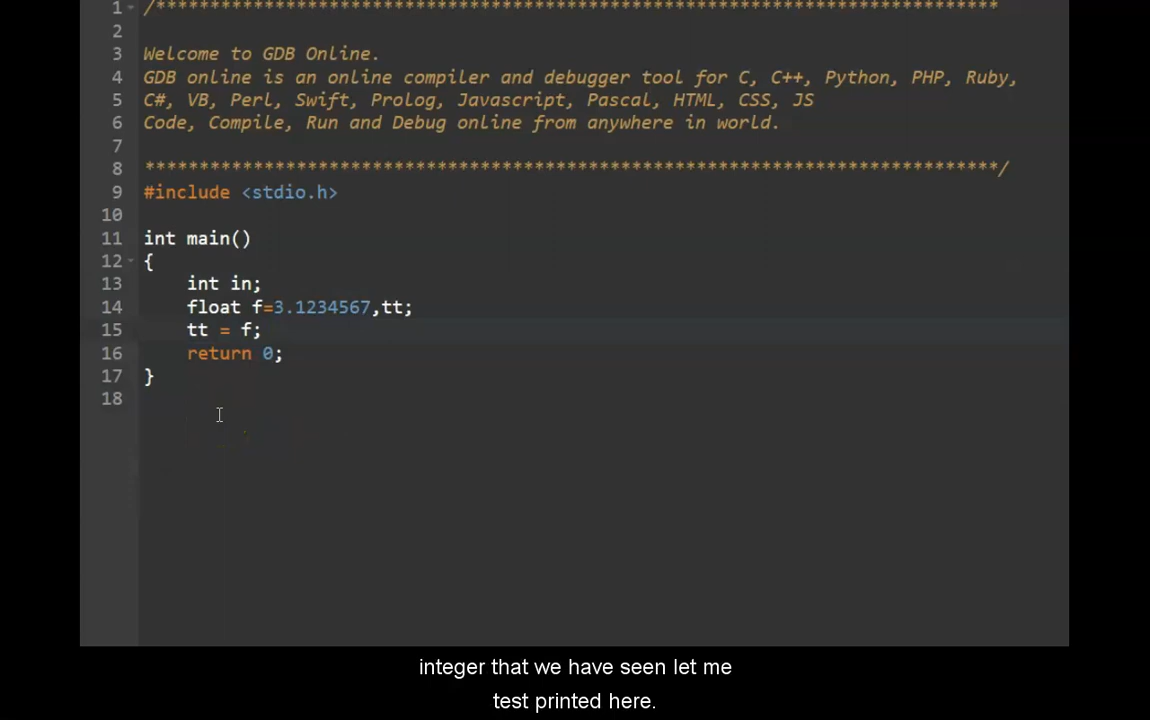 1 /******************************************************************************
2
3 Welcome to GDB Online.
4 GDB online is an online compiler and debugger tool for C, C++, Python, PHP, Ruby,
5 C#, VB, Perl, Swift, Prolog, Javascript, Pascal, HTML, CSS, JS
6 Code, Compile, Run and Debug online from anywhere in world.
7
8 *******************************************************************************/
9 #include <stdio.h>
10
11 int main()
12 {
13 int in;
14 float f=3.1234567,tt;
15 tt = f;
16 return 0;
17 }
18
integer that we have seen let me
test printed here.